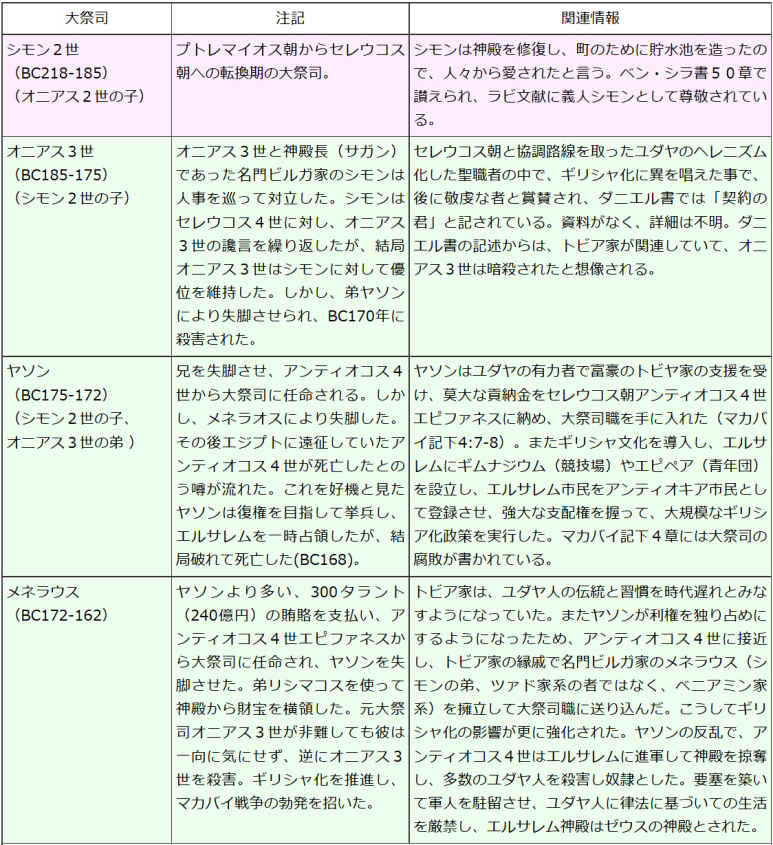 大祭司
注記
関連情報
シモン２世
（BC218-185）
（オニアス２世の子）
プトレマイオス朝からセレウコス
朝への転換期の大祭司。
シモンは神殿を修復し、町のために貯水池を造ったの
で、人々から愛されたと言う。ベン・シラ書５０章で
讃えられ、ラビ文献に義人シモンとして尊敬されてい
る。
オニアス３世
（BC185-175）
（シモン２世の子）
オニアス３世と神殿長（サガン）
であった名門ビルガ家のシモンは
人事を巡って対立した。シモンは
セレウコス４世に対し、オニアス
３世の讒言を繰り返したが、結局
オニアス３世はシモンに対して優
位を維持した。しかし、弟ヤソン
により失脚させられ、BC170年に
殺害された。
セレウコス朝と協調路線を取ったユダヤのヘレニズム
化した聖職者の中で、ギリシャ化に異を唱えた事で、
後に敬虔な者と賞賛され、ダニエル書では「契約の
君」と記されている。資料がなく、詳細は不明。ダニ
エル書の記述からは、トビア家が関連していて、オニ
アス３世は暗殺されたと想像される。
ヤソン
（BC175-172）
（シモン２世の子、
オニアス３世の弟 ）
兄を失脚させ、アンティオコス４
世から大祭司に任命される。しか
し、メネラオスにより失脚した。
その後エジプトに遠征していたア
ンティオコス４世が死亡したとの
う噂が流れた。これを好機と見た
ヤソンは復権を目指して挙兵し、
エルサレムを一時占領したが、結
局破れて死亡した(BC168)。
ヤソンはユダヤの有力者で富豪のトビヤ家の支援を受
け、莫大な貢納金をセレウコス朝アンティオコス４世
エピファネスに納め、大祭司職を手に入れた（マカバ
イ記下4:7-8）。またギリシャ文化を導入し、エルサ
レムにギムナジウム（競技場）やエピペア（青年団）
を設立し、エルサレム市民をアンティオキア市民とし
て登録させ、強大な支配権を握って、大規模なギリシ
ア化政策を実行した。マカバイ記下４章には大祭司の
腐敗が書かれている。
メネラウス
（BC172-162）
ヤソンより多い、300タラント
（240億円）の賄賂を支払い、ア
ンティオコス４世エピファネスか
ら大祭司に任命され、ヤソンを失
脚させた。弟リシマコスを使って
神殿から財宝を横領した。元大祭
司オニアス３世が非難しても彼は
一向に気にせず、逆にオニアス３
世を殺害。ギリシャ化を推進し、
マカバイ戦争の勃発を招いた。
トビア家は、ユダヤ人の伝統と習慣を時代遅れとみな
すようになっていた。またヤソンが利権を独り占めに
するようになったため、アンティオコス４世に接近
し、トビア家の縁戚で名門ビルガ家のメネラウス（シ
モンの弟、ツァド家系の者ではなく、ベニアミン家
系）を擁立して大祭司職に送り込んだ。こうしてギリ
シャ化の影響が更に強化された。ヤソンの反乱で、ア
ンティオコス４世はエルサレムに進軍して神殿を掠奪
し、多数のユダヤ人を殺害し奴隷とした。要塞を築い
て軍人を駐留させ、ユダヤ人に律法に基づいての生活
を厳禁し、エルサレム神殿はゼウスの神殿とされた。